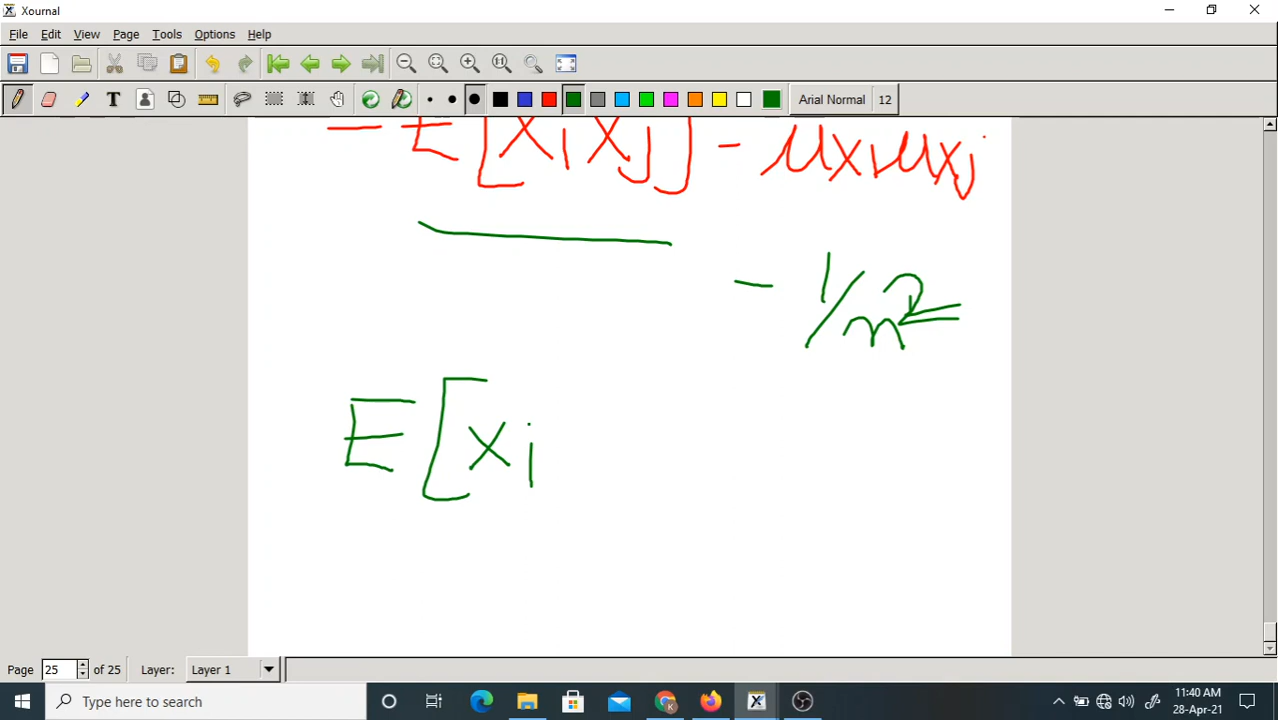 Xournal
File Edit View Page Tools Options Help
T Arial Normal 12
= E[XiXj] - μxiμxj
- 1/n²
E[Xi
Page 25 of 25 Layer: Layer 1
Type here to search
11:40 AM
28-Apr-21